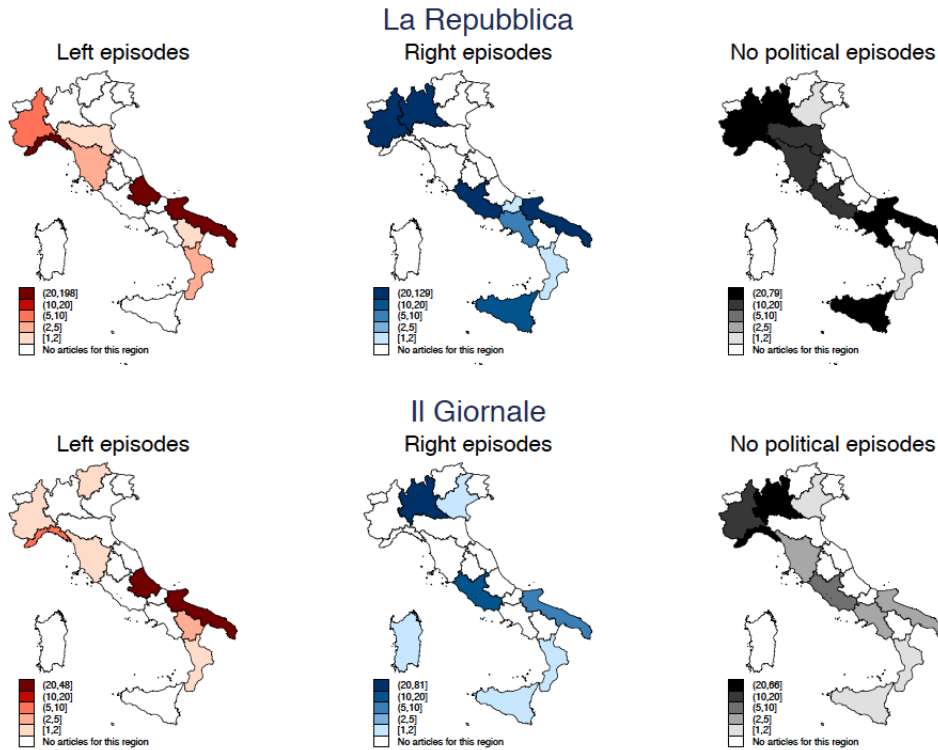 La Repubblica
Left episodes
Right episodes
No political episodes
(20,198]
(10,20]
(5,10]
(2,5]
[1,2]
No articles for this region
(20,129]
(10,20]
(5,10]
(2,5]
[1,2]
No articles for this region
(20,79]
(10,20]
(5,10]
(2,5]
[1,2]
No articles for this region
Il Giornale
Left episodes
Right episodes
No political episodes
(20,48]
(10,20]
(5,10]
(2,5]
[1,2]
No articles for this region
(20,81]
(10,20]
(5,10]
(2,5]
[1,2]
No articles for this region
(20,66]
(10,20]
(5,10]
(2,5]
[1,2]
No articles for this region